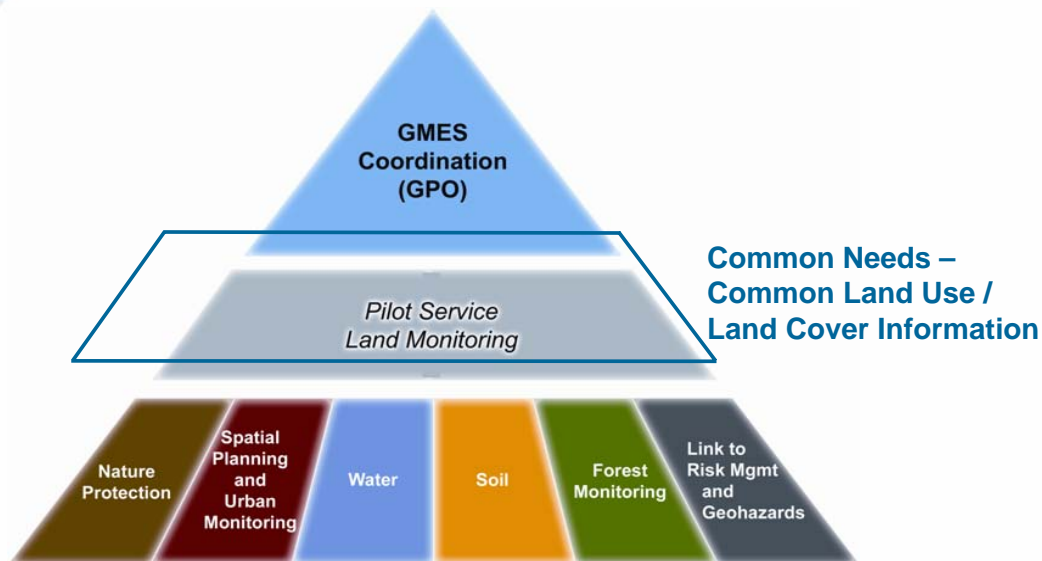 GMES
Coordination
(GPO)
Common Needs –
Common Land Use /
Land Cover Information
Pilot Service
Land Monitoring
Nature
Protection
Spatial
Planning
and
Urban
Monitoring
Water
Soil
Forest
Monitoring
Link to
Risk Mgmt
and
Geohazards